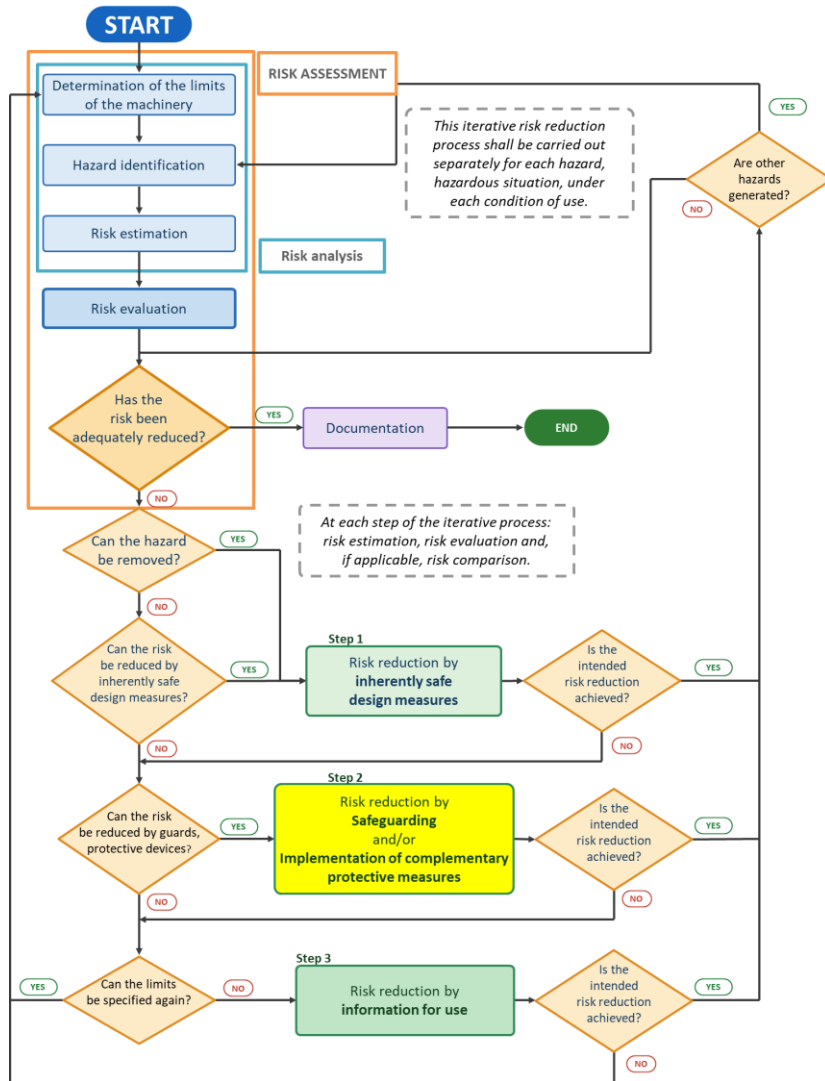 START
RISK ASSESSMENT
Determination of the limits
of the machinery
YES
This iterative risk reduction
process shall be carried out
separately for each hazard,
hazardous situation, under
each condition of use.
Hazard identification
Are other
hazards
generated?
NO
Risk estimation
Risk analysis
Risk evaluation
Has the
risk been
adequately reduced?
YES
Documentation
END
NO
Can the hazard
be removed?
YES
At each step of the iterative process:
risk estimation, risk evaluation and,
if applicable, risk comparison.
NO
Can the risk
be reduced by
inherently safe
design measures?
YES
Step 1
Risk reduction by
inherently safe
design measures
Is the
intended
risk reduction
achieved?
YES
NO
NO
Can the risk
be reduced by guards,
protective devices?
YES
Step 2
Risk reduction by
Safeguarding
and/or
Implementation of complementary
protective measures
Is the
intended
risk reduction
achieved?
YES
NO
NO
Can the limits
be specified again?
YES
NO
Step 3
Risk reduction by
information for use
Is the
intended
risk reduction
achieved?
YES
NO